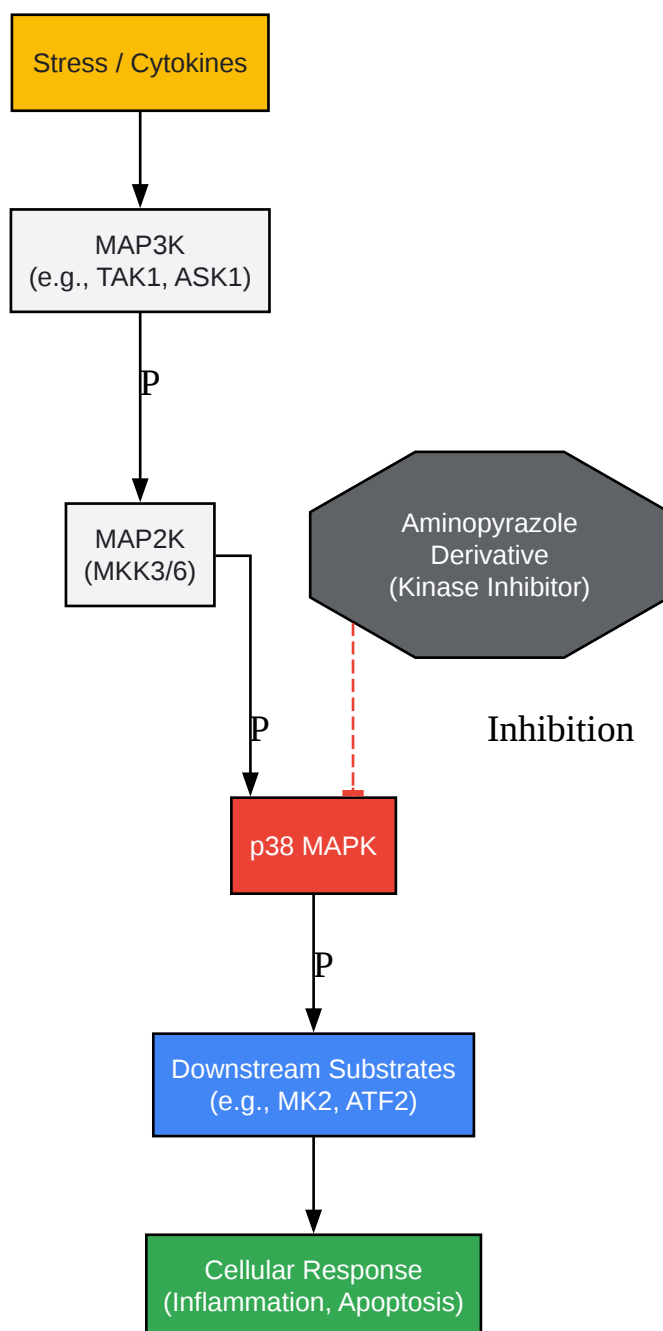 Stress / Cytokines
MAP3K
(e.g., TAK1, ASK1)
P
MAP2K
(MKK3/6)
Aminopyrazole
Derivative
(Kinase Inhibitor)
P
Inhibition
p38 MAPK
P
Downstream Substrates
(e.g., MK2, ATF2)
Cellular Response
(Inflammation, Apoptosis)